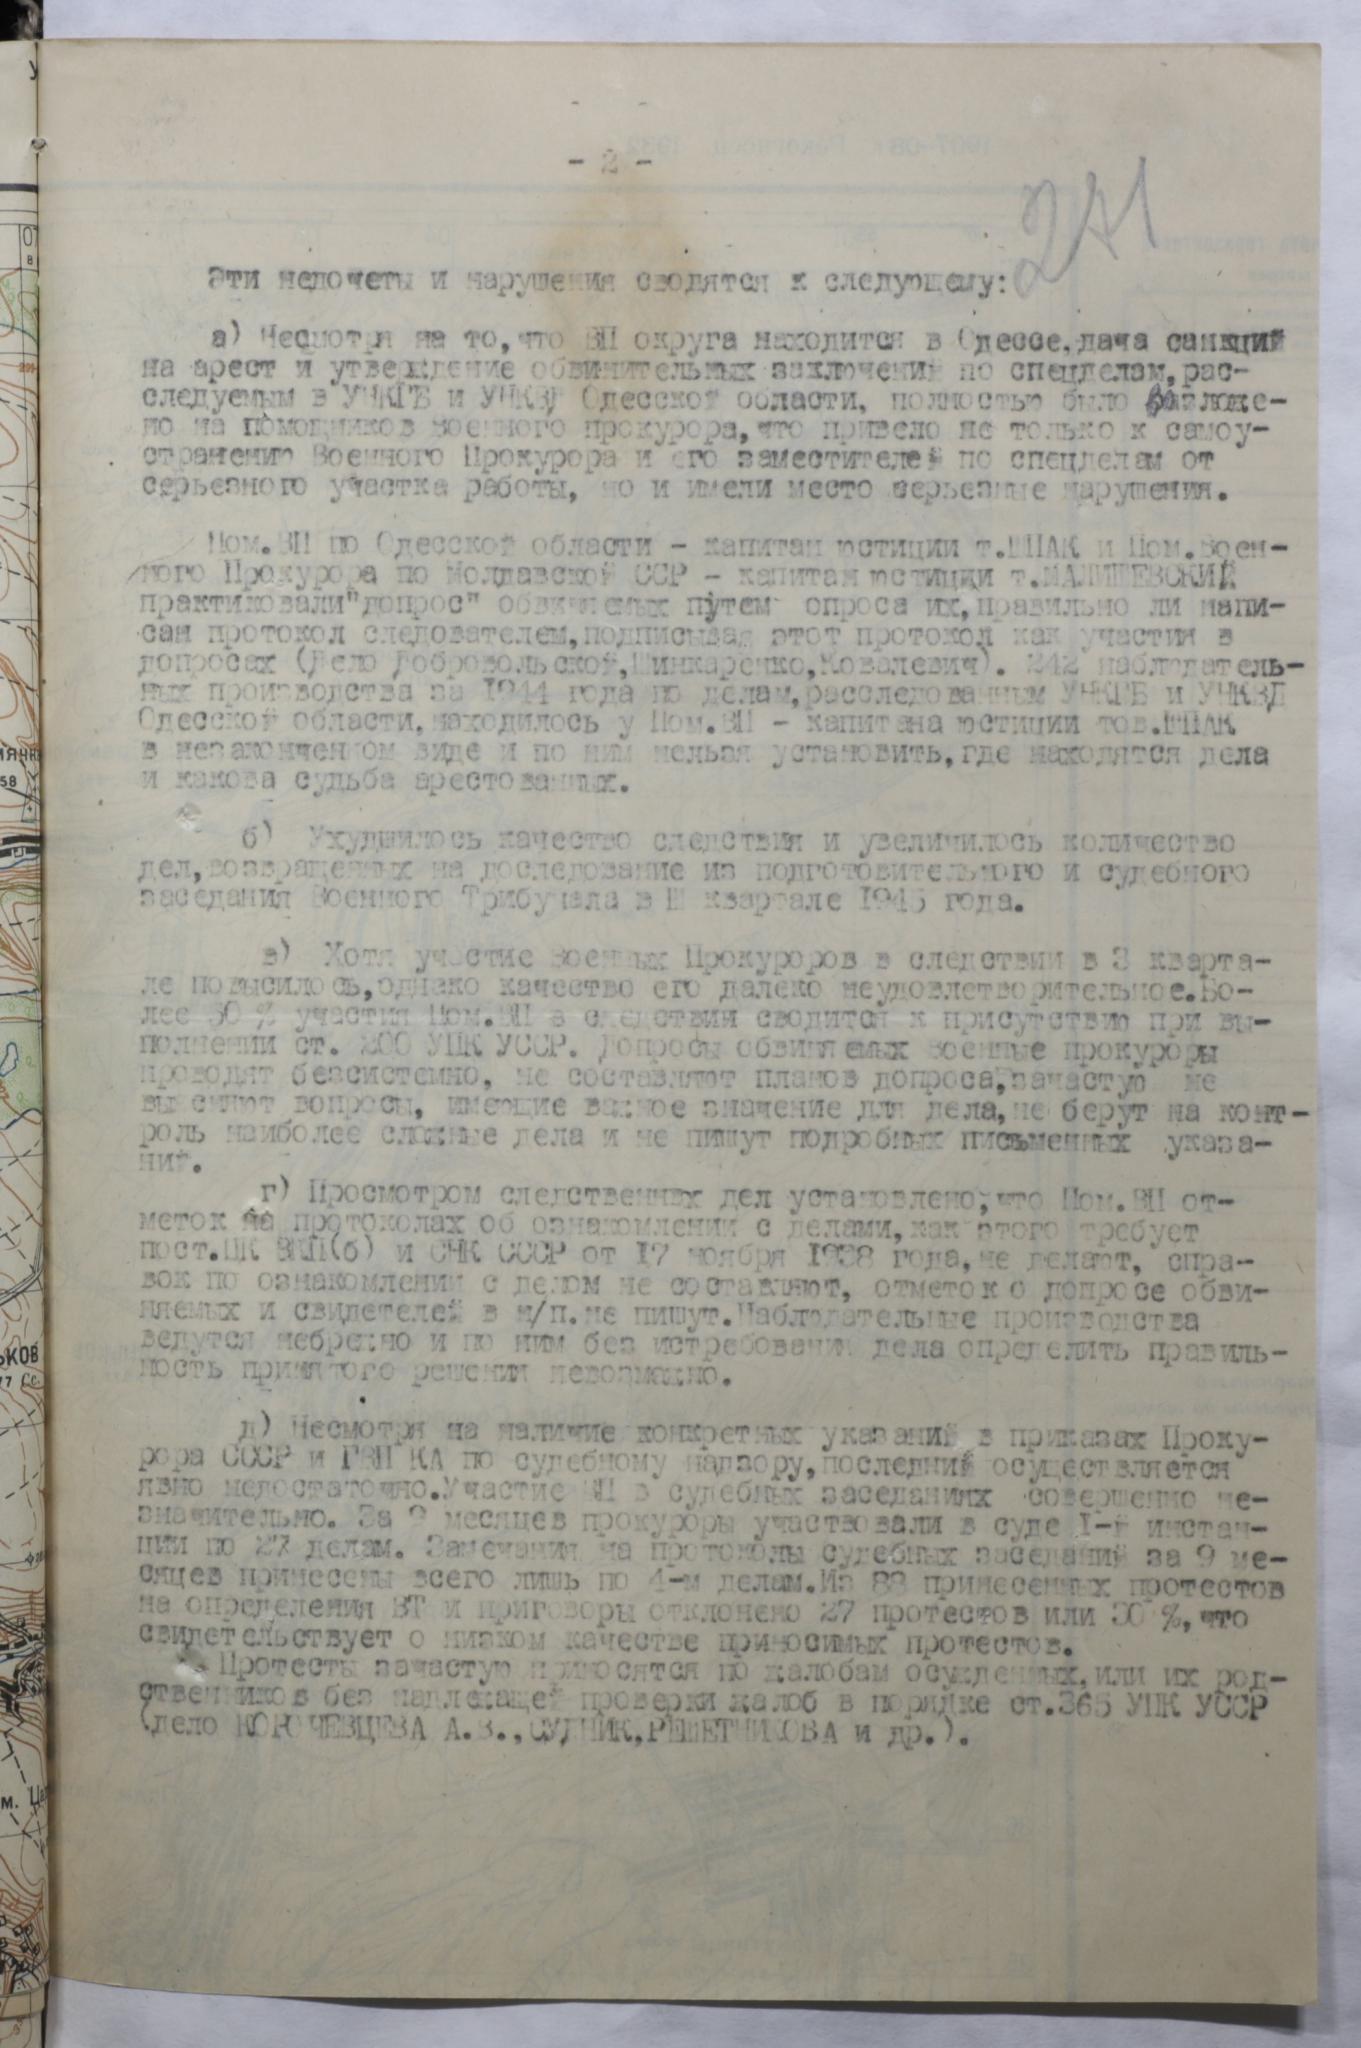 - 2 -
241
Эти недочеты и нарушения сводятся к следующему:
а) Несмотря на то, что ВП округа находится в Одессе, дача санкций
на арест и утверждение обвинительных заключений по спецделам, рас-
следуемым в УНКГБ и УНКВД Одесской области, полностью было возложе-
но на помощников военного прокурора, что привело не только к самоу-
странению Военного Прокурора и его заместителей по спецделам от
серьезного участка работы, но и имели место серьезные нарушения.
Пом.ВП по Одесской области - капитан юстиции т.ШПАК и Пом.Воен-
ного Прокурора по Молдавской ССР - капитан юстиции т.МАЛИШЕВСКИЙ
практиковали "допрос" обвиняемых путем опроса их, правильно ли напи-
сан протокол следователем, подписывая этот протокол как участия в
допросах (Дело Добровольской, Шинкаренко, Ковалевич). 242 наблюдатель-
ных производства за 1944 года по делам, расследованным УНКГБ и УНКВД
Одесской области, находилось у Пом.ВП - капитана юстиции тов.ШПАК
в незаконченном виде и по ним нельзя установить, где находятся дела
и какова судьба арестованных.
б) Ухудшилось качество следствия и увеличилось количество
дел, возвращенных на доследование из подготовительного и судебного
заседания Военного Трибунала в Ш квартале 1945 года.
в) Хотя участие Военных Прокуроров в следствии в 3 кварта-
ле повысилось, однако качество его далеко неудовлетворительное. Бо-
лее 50 % участия Пом.ВП в следствии сводится к присутствию при вы-
полнении ст. 200 УПК УССР. Допросы обвиняемых военные прокуроры
проводят бессистемно, не составляют планов допроса, зачастую не
выясняют вопросы, имеющие важное значение для дела, не берут на конт-
роль наиболее сложные дела и не пишут подробных письменных указа-
ний.
г) Просмотром следственных дел установлено, что Пом.ВП от-
меток на протоколах об ознакомлении с делами, как этого требует
пост.ЦК ВКП(б) и СНК СССР от 17 ноября 1938 года, не делают, спра-
вок по ознакомлении с делом не составляют, отметок о допросе обви-
няемых и свидетелей в н/п. не пишут. Наблюдательные производства
ведутся небрежно и по ним без истребования дела определить правиль-
ность принятого решения невозможно.
д) Несмотря на наличие конкретных указаний в приказах Проку-
рора СССР и ГВП КА по судебному надзору, последний осуществляется
явно недостаточно. Участие ВП в судебных заседаниях совершенно не-
значительно. За 9 месяцев прокуроры участвовали в суде I-й инстан-
ции по 27 делам. Замечания на протоколы судебных заседаний за 9 ме-
сяцев принесены всего лишь по 4-м делам. Из 88 принесенных протестов
на определения ВТ и приговоры отклонено 27 протестов или 30 %, что
свидетельствует о низком качестве приносимых протестов.
Протесты зачастую приносятся по жалобам осужденных, или их род-
ственников без надлежащей проверки жалоб в порядке ст.365 УПК УССР
(дело КОРОЧЕВЦЕВА А.В., СУДНИК, РЕШЕТНИКОВА и др.).